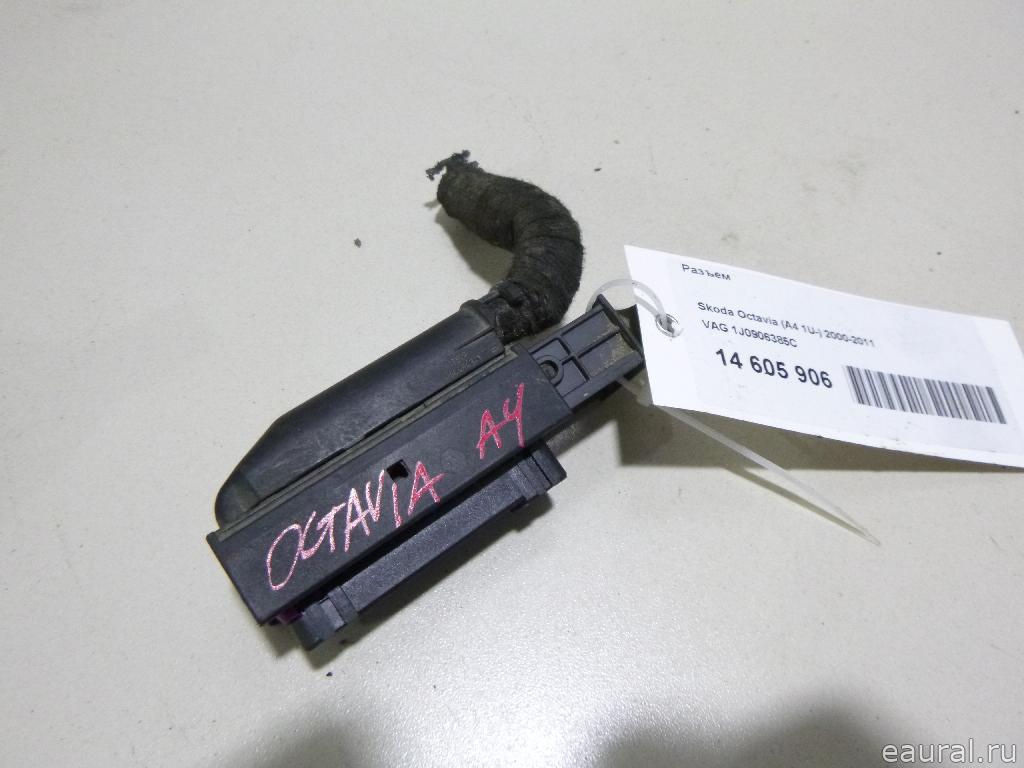 Разъем
Skoda Octavia (A4 1U-) 2000-2011
VAG 1J0906385C
14 605 906
OCTAVIA A4
eaural.ru